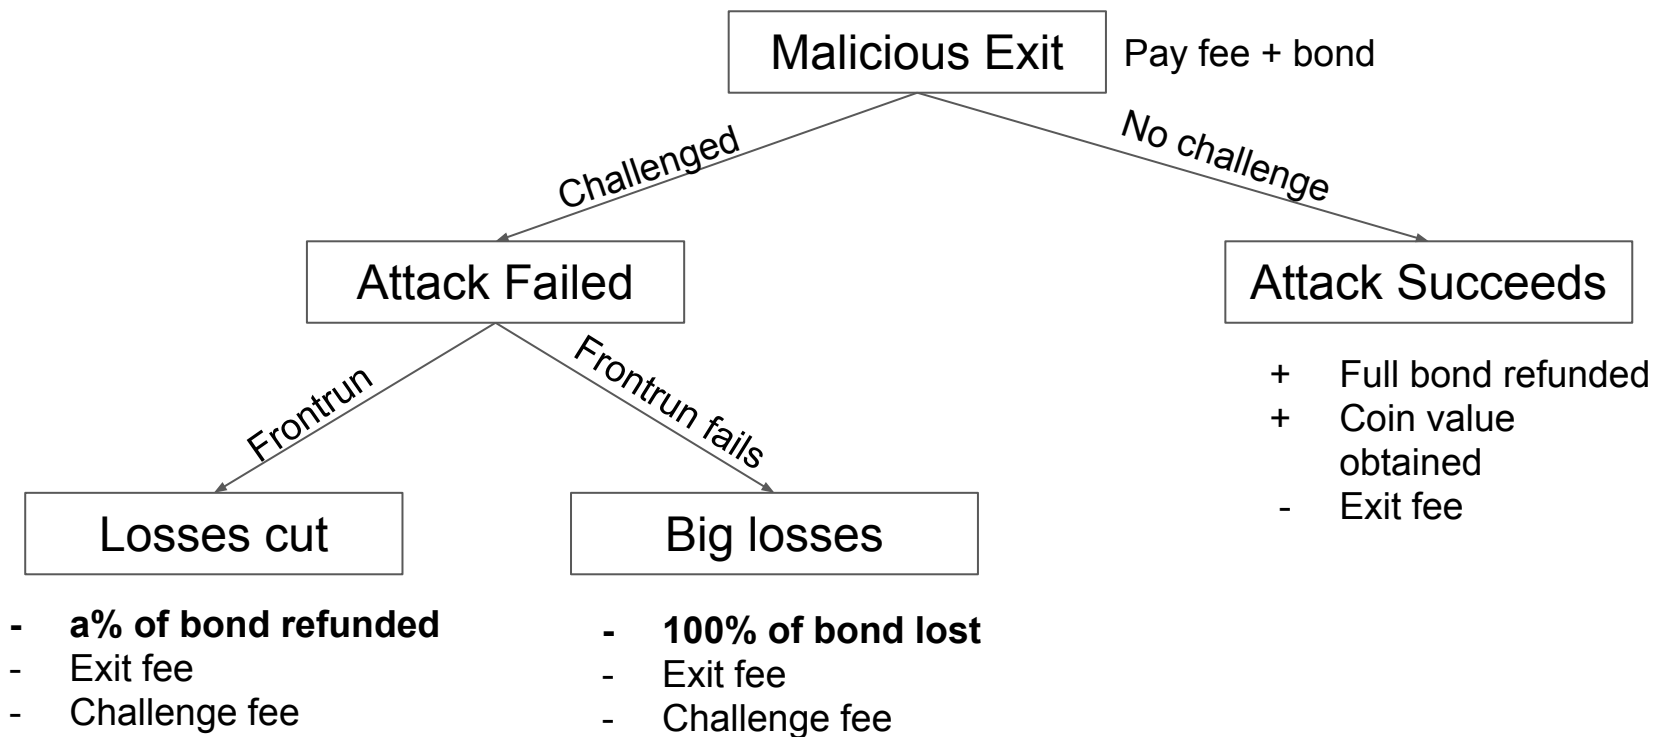 Malicious Exit
Pay fee + bond
Challenged
No challenge
Attack Failed
Attack Succeeds
+ Full bond refunded
+ Coin value
obtained
- Exit fee
Frontrun
Frontrun fails
Losses cut
Big losses
- a% of bond refunded
- Exit fee
- Challenge fee
- 100% of bond lost
- Exit fee
- Challenge fee